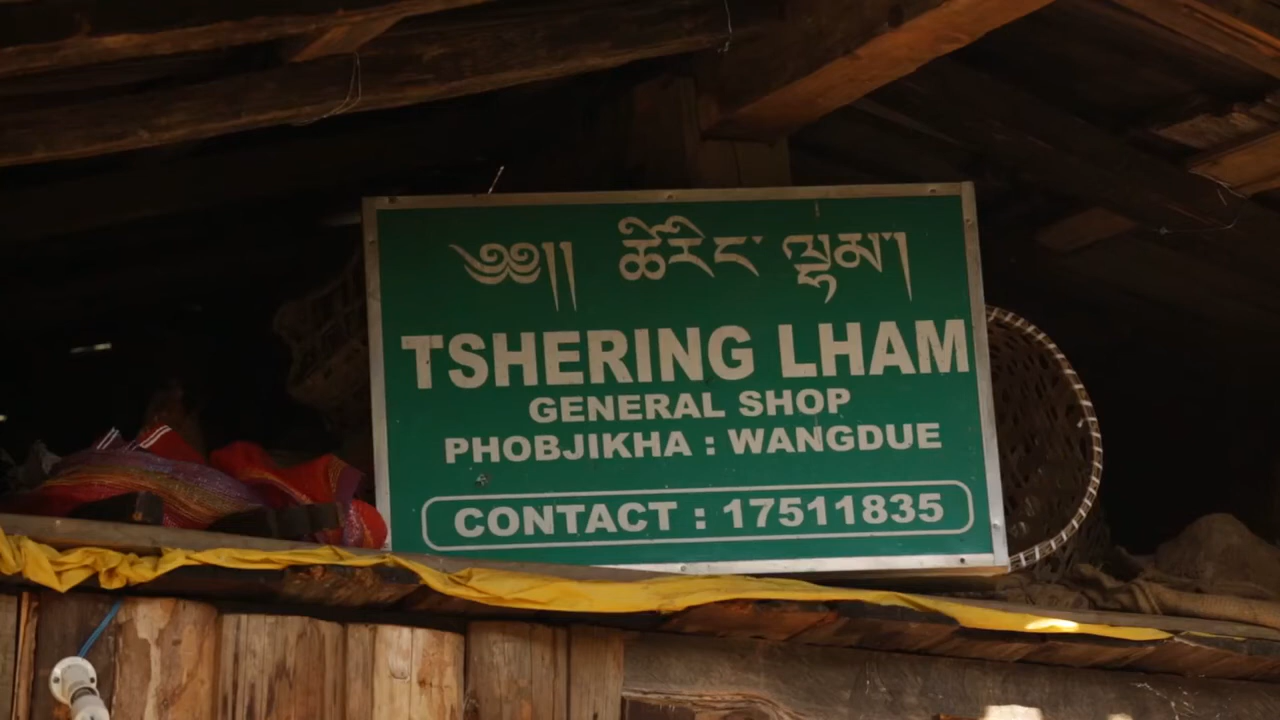 ༄༅།། ཚེརིང་ ལྷམ་།
TSHERING LHAM
GENERAL SHOP
PHOBJIKHA : WANGDUE
CONTACT : 17511835